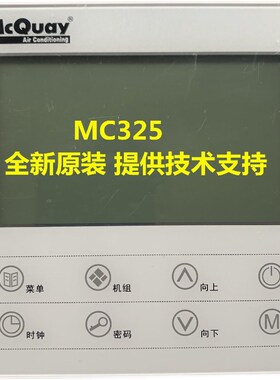 McQuay®
Air Conditioning
MC325
全新原装 提供技术支持
菜单 机组 向上
时钟 密码 向下 M